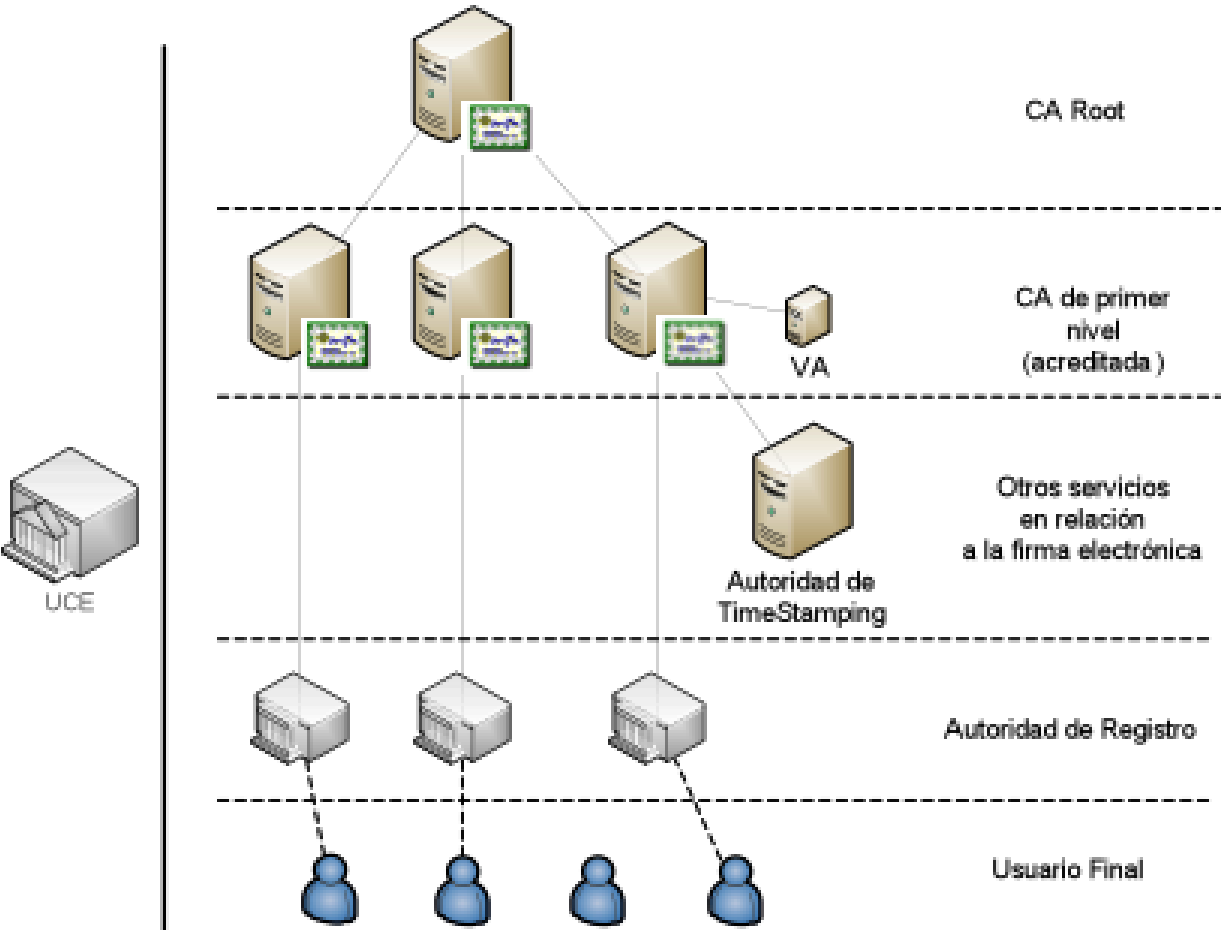 CA Root
CA de primer
nivel
(acreditada )
VA
Otros servicios
en relación
a la firma electrónica
Autoridad de
TimeStamping
UCE
Autoridad de Registro
Usuario Final